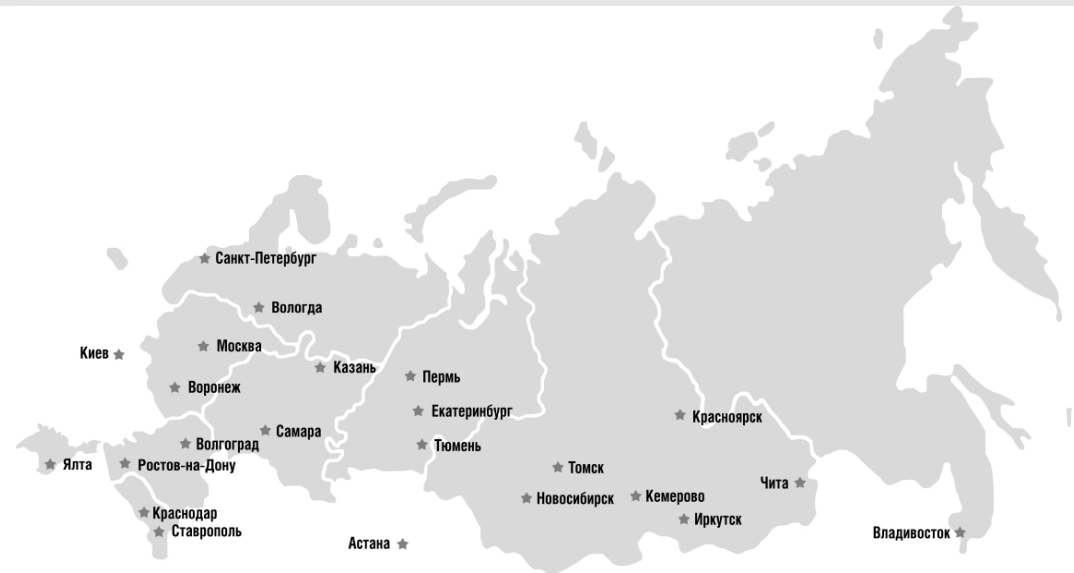 Санкт-Петербург
Вологда
Москва
Киев
Казань
Пермь
Воронеж
Екатеринбург
Красноярск
Самара
Волгоград
Тюмень
Ялта
Ростов-на-Дону
Томск
Чита
Новосибирск
Кемерово
Краснодар
Иркутск
Ставрополь
Владивосток
Астана